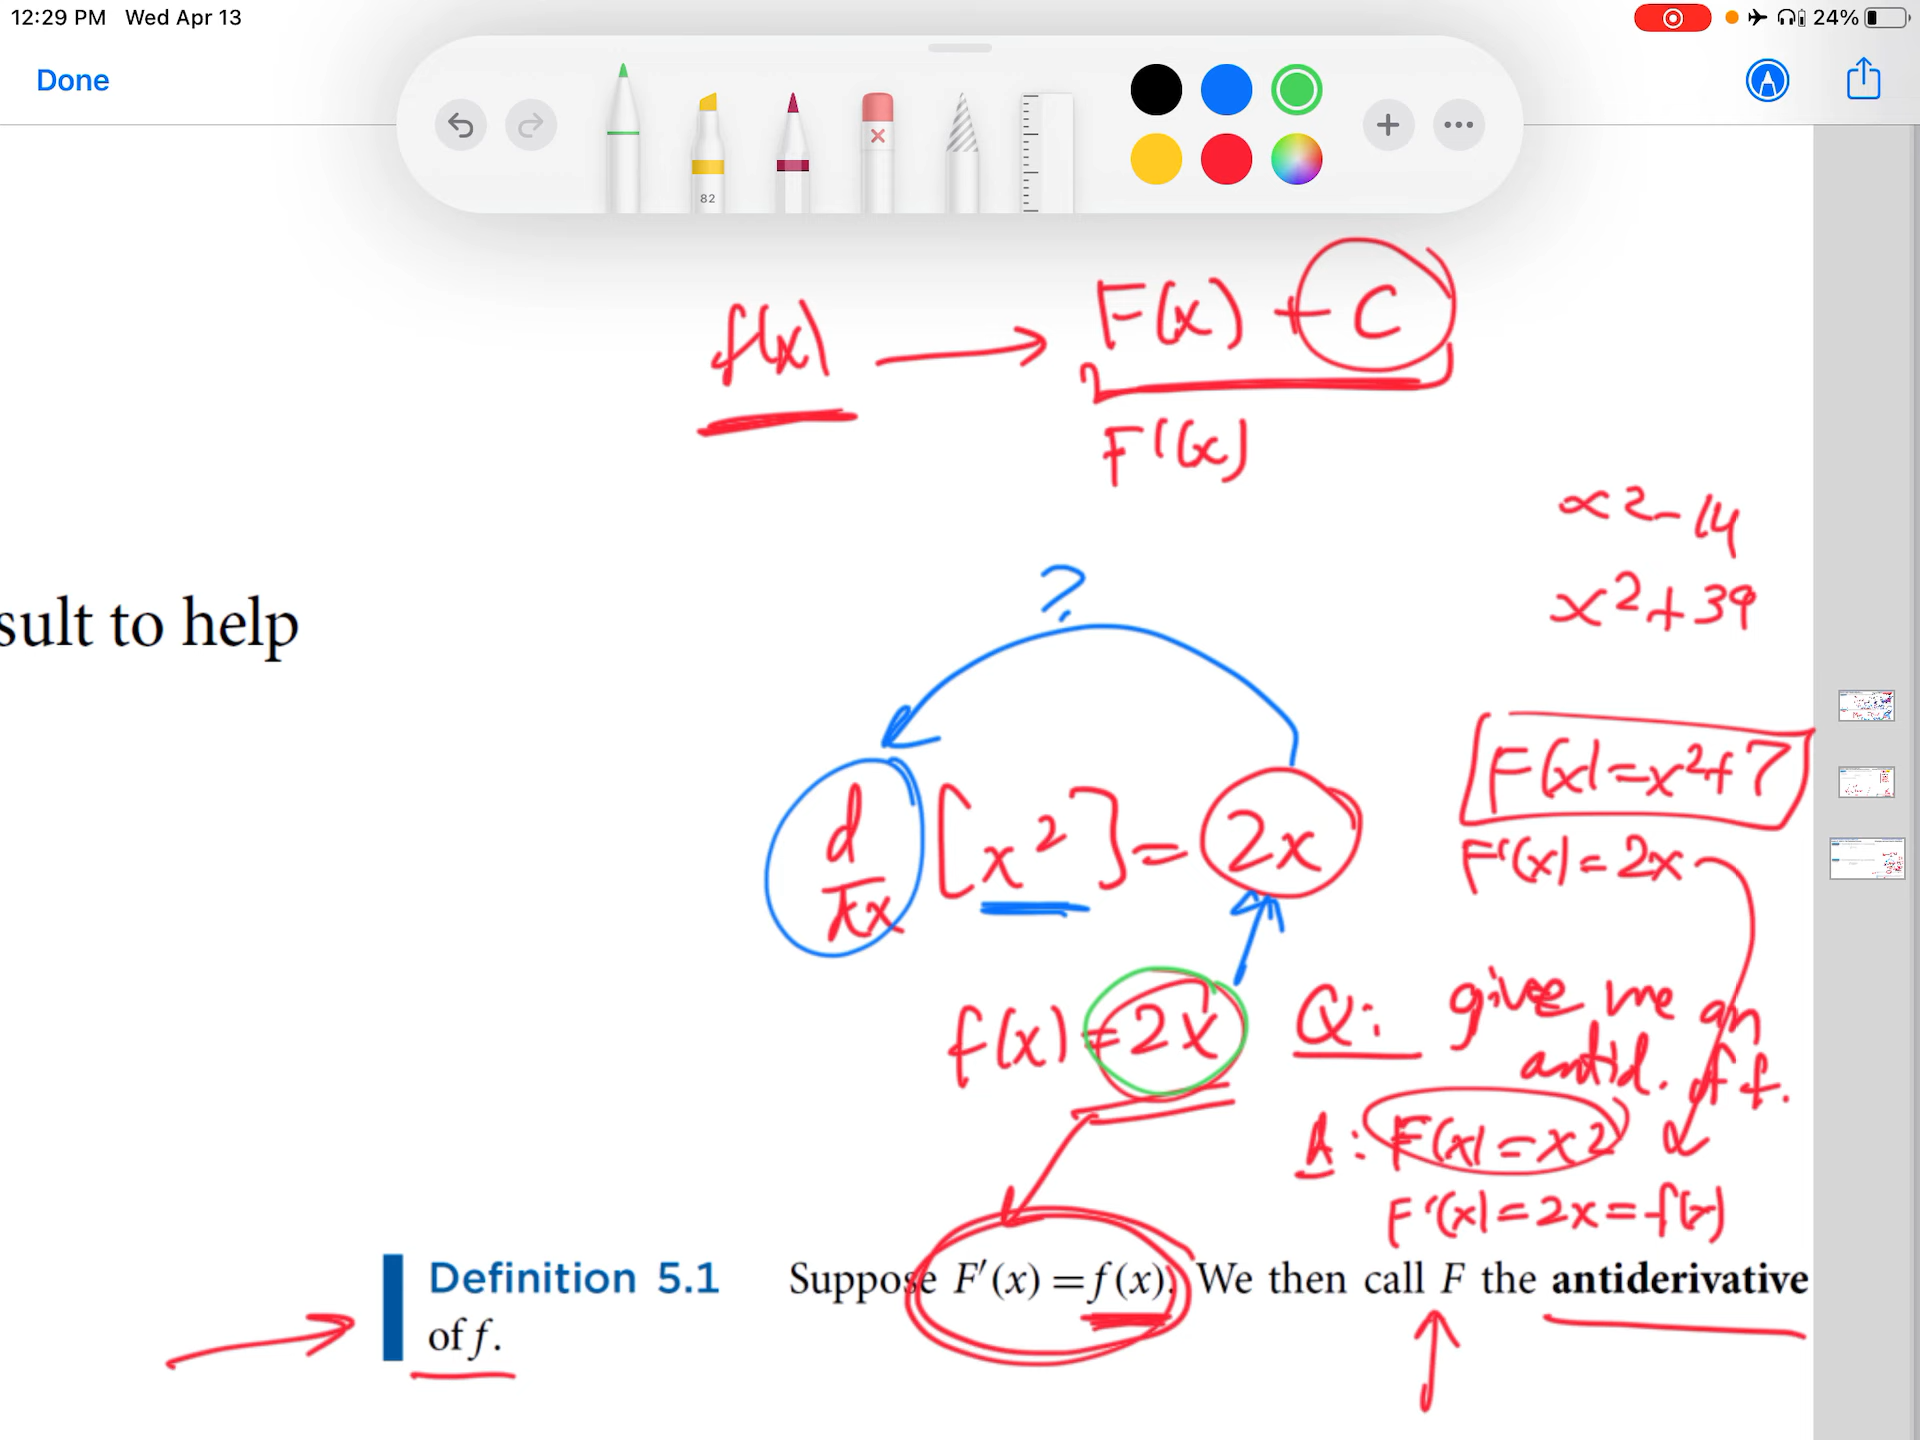 12:29 PM Wed Apr 13
24%
Done
82
f(x) → F(x) + C
F'(x)
x2-14
x2+39
sult to help
?
F(x)=x2+7
d/dx [x2] = 2x
F'(x)=2x
f(x)=2x
Q: give me an
antid. of f.
A: F(x)=x2
F'(x)=2x=f(x)
Definition 5.1 Suppose F′(x) = f(x). We then call F the antiderivative
of f.